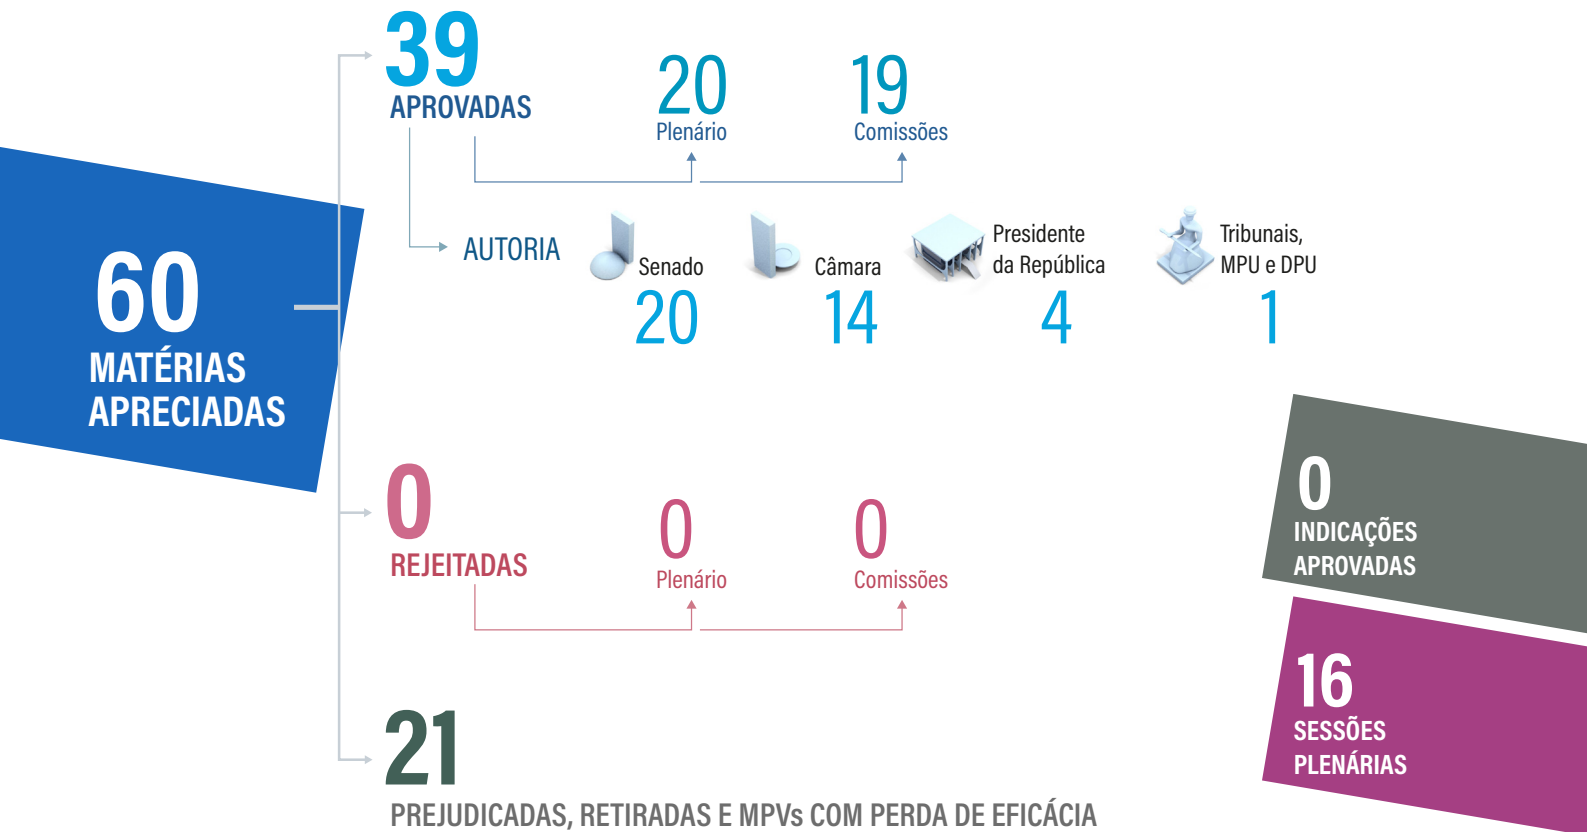 60
MATÉRIAS
APRECIADAS
39
APROVADAS
20
Plenário
19
Comissões
AUTORIA
Senado
20
Câmara
14
Presidente
da República
4
Tribunais,
MPU e DPU
1
0
REJEITADAS
0
Plenário
0
Comissões
21
PREJUDICADAS, RETIRADAS E MPVs COM PERDA DE EFICÁCIA
0
INDICAÇÕES
APROVADAS
16
SESSÕES
PLENÁRIAS